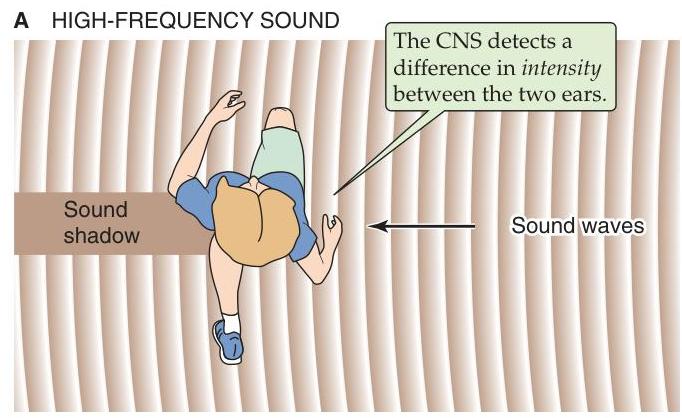 A HIGH-FREQUENCY SOUND
The CNS detects a
difference in intensity
between the two ears.
Sound
shadow
Sound waves